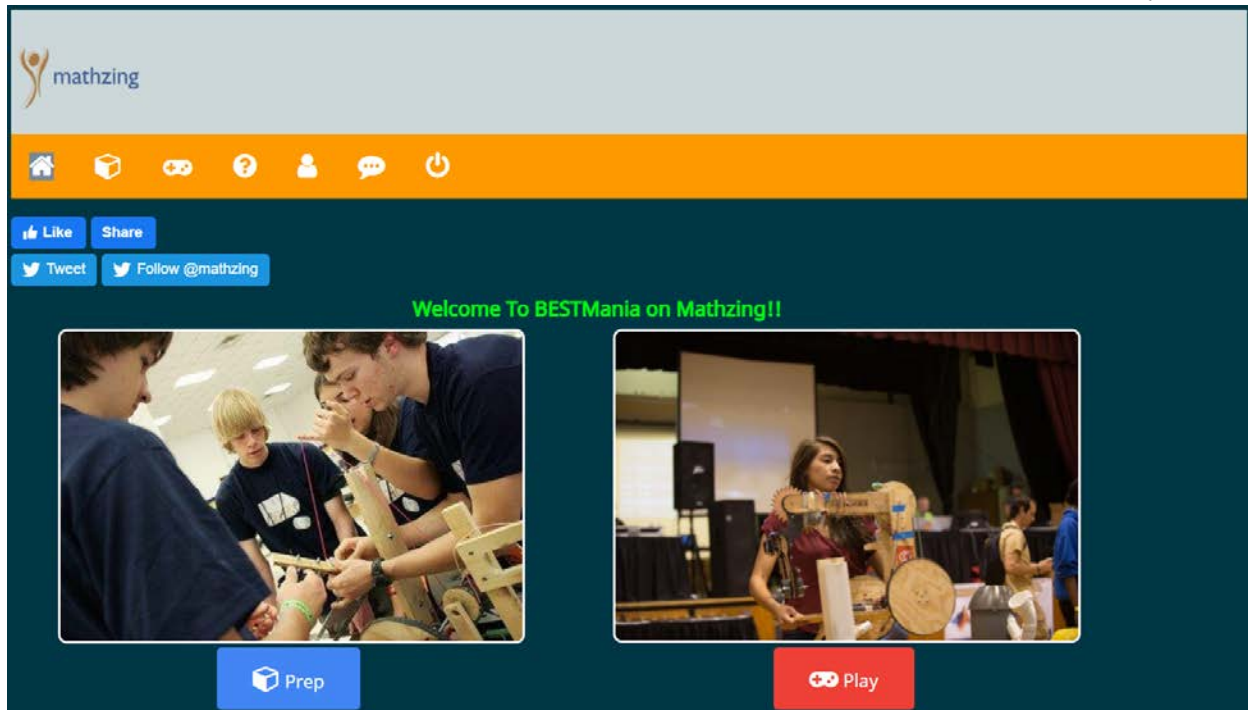 mathzing
Like Share
Tweet Follow @mathzing
Welcome To BESTMania on Mathzing!!
Prep Play